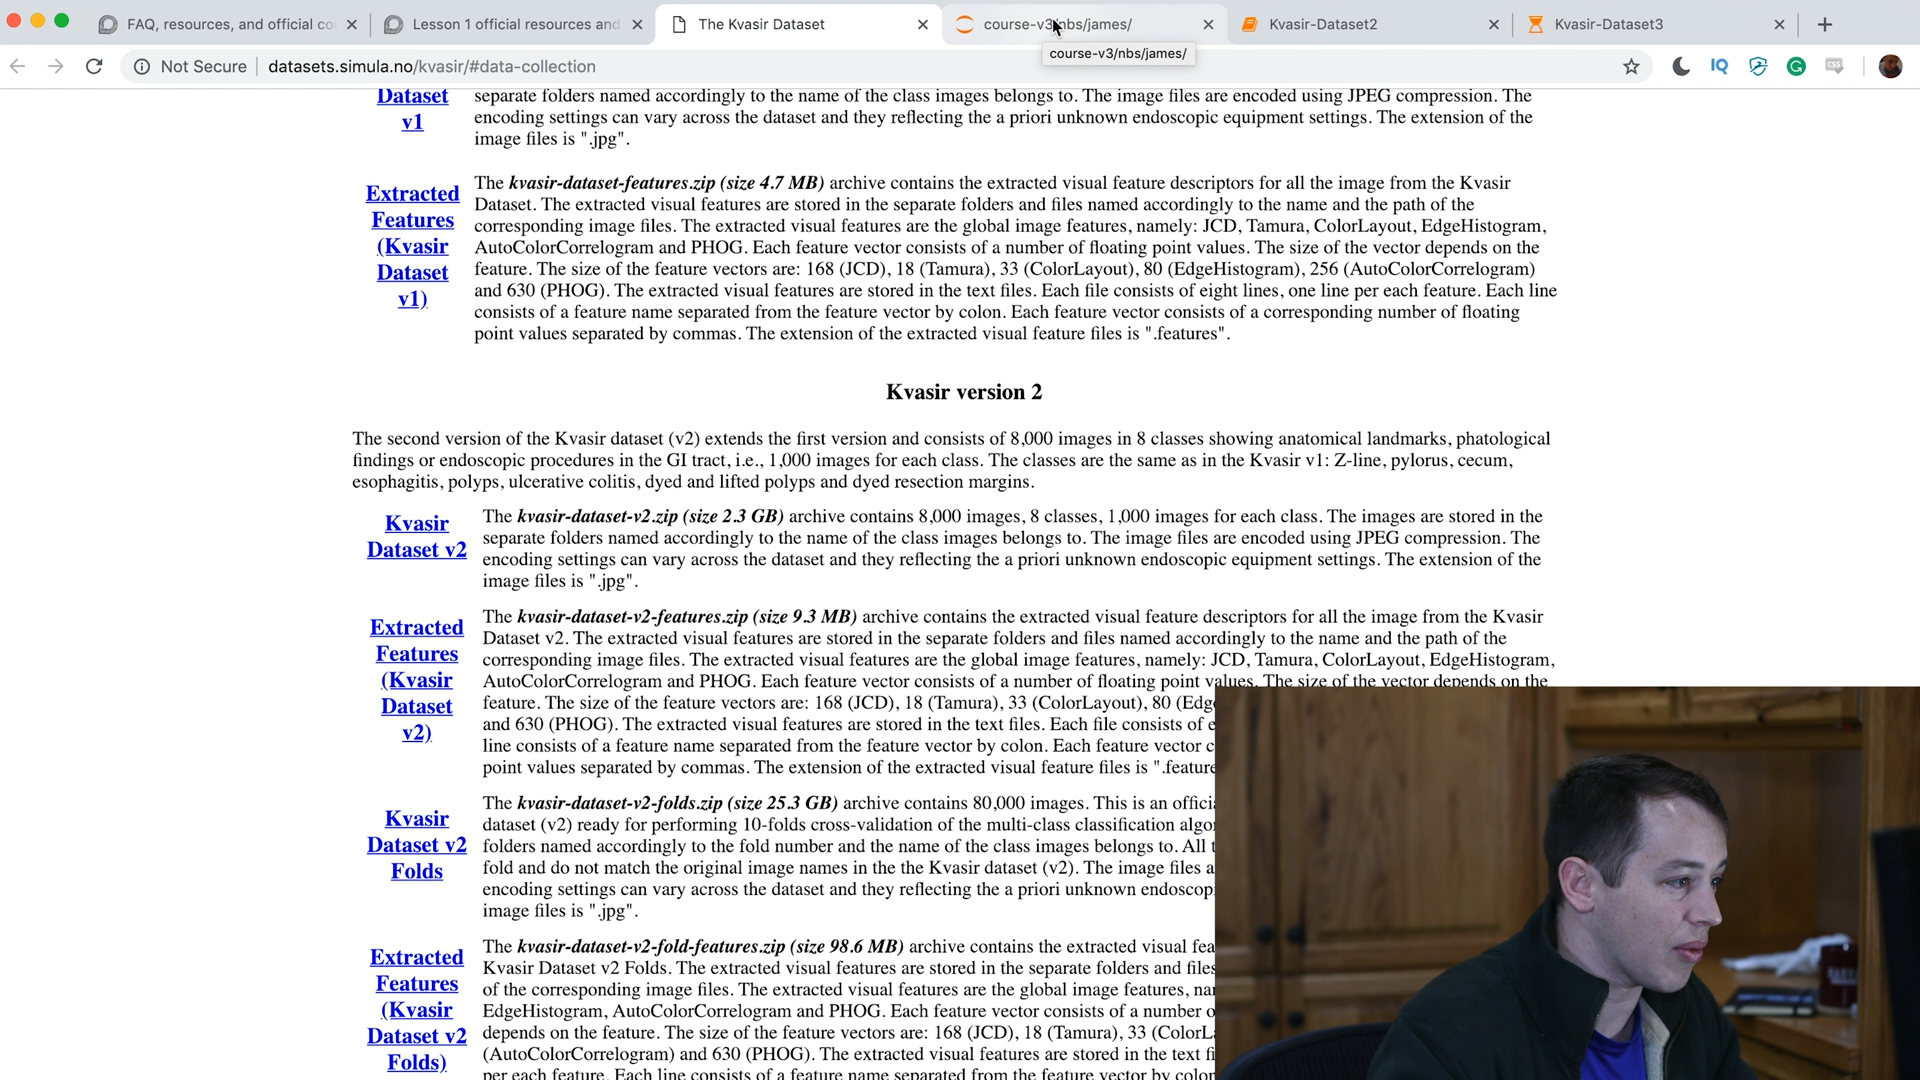 FAQ, resources, and official co
Lesson 1 official resources and
The Kvasir Dataset
course-v3/nbs/james/
Kvasir-Dataset2
Kvasir-Dataset3
Not Secure
datasets.simula.no/kvasir/#data-collection
course-v3/nbs/james/
IQ
CSS
Dataset
v1
separate folders named accordingly to the name of the class images belongs to. The image files are encoded using JPEG compression. The
encoding settings can vary across the dataset and they reflecting the a priori unknown endoscopic equipment settings. The extension of the
image files is ".jpg".
Extracted
Features
(Kvasir
Dataset
v1)
The kvasir-dataset-features.zip (size 4.7 MB) archive contains the extracted visual feature descriptors for all the image from the Kvasir
Dataset. The extracted visual features are stored in the separate folders and files named accordingly to the name and the path of the
corresponding image files. The extracted visual features are the global image features, namely: JCD, Tamura, ColorLayout, EdgeHistogram,
AutoColorCorrelogram and PHOG. Each feature vector consists of a number of floating point values. The size of the vector depends on the
feature. The size of the feature vectors are: 168 (JCD), 18 (Tamura), 33 (ColorLayout), 80 (EdgeHistogram), 256 (AutoColorCorrelogram)
and 630 (PHOG). The extracted visual features are stored in the text files. Each file consists of eight lines, one line per each feature. Each line
consists of a feature name separated from the feature vector by colon. Each feature vector consists of a corresponding number of floating
point values separated by commas. The extension of the extracted visual feature files is ".features".
Kvasir version 2
The second version of the Kvasir dataset (v2) extends the first version and consists of 8,000 images in 8 classes showing anatomical landmarks, phatological
findings or endoscopic procedures in the GI tract, i.e., 1,000 images for each class. The classes are the same as in the Kvasir v1: Z-line, pylorus, cecum,
esophagitis, polyps, ulcerative colitis, dyed and lifted polyps and dyed resection margins.
Kvasir
Dataset v2
The kvasir-dataset-v2.zip (size 2.3 GB) archive contains 8,000 images, 8 classes, 1,000 images for each class. The images are stored in the
separate folders named accordingly to the name of the class images belongs to. The image files are encoded using JPEG compression. The
encoding settings can vary across the dataset and they reflecting the a priori unknown endoscopic equipment settings. The extension of the
image files is ".jpg".
Extracted
Features
(Kvasir
Dataset
v2)
The kvasir-dataset-v2-features.zip (size 9.3 MB) archive contains the extracted visual feature descriptors for all the image from the Kvasir
Dataset v2. The extracted visual features are stored in the separate folders and files named accordingly to the name and the path of the
corresponding image files. The extracted visual features are the global image features, namely: JCD, Tamura, ColorLayout, EdgeHistogram,
AutoColorCorrelogram and PHOG. Each feature vector consists of a number of floating point values. The size of the vector depends on the
feature. The size of the feature vectors are: 168 (JCD), 18 (Tamura), 33 (ColorLayout), 80 (Edg
and 630 (PHOG). The extracted visual features are stored in the text files. Each file consists of e
line consists of a feature name separated from the feature vector by colon. Each feature vector c
point values separated by commas. The extension of the extracted visual feature files is ".feature
Kvasir
Dataset v2
Folds
The kvasir-dataset-v2-folds.zip (size 25.3 GB) archive contains 80,000 images. This is an offici
dataset (v2) ready for performing 10-folds cross-validation of the multi-class classification algo
folders named accordingly to the fold number and the name of the class images belongs to. All t
fold and do not match the original image names in the the Kvasir dataset (v2). The image files a
encoding settings can vary across the dataset and they reflecting the a priori unknown endoscop
image files is ".jpg".
Extracted
Features
(Kvasir
Dataset v2
Folds)
The kvasir-dataset-v2-fold-features.zip (size 98.6 MB) archive contains the extracted visual fea
Kvasir Dataset v2 Folds. The extracted visual features are stored in the separate folders and files
of the corresponding image files. The extracted visual features are the global image features, nar
EdgeHistogram, AutoColorCorrelogram and PHOG. Each feature vector consists of a number o
depends on the feature. The size of the feature vectors are: 168 (JCD), 18 (Tamura), 33 (ColorL
(AutoColorCorrelogram) and 630 (PHOG). The extracted visual features are stored in the text fi
per each feature. Each line consists of a feature name separated from the feature vector by colon